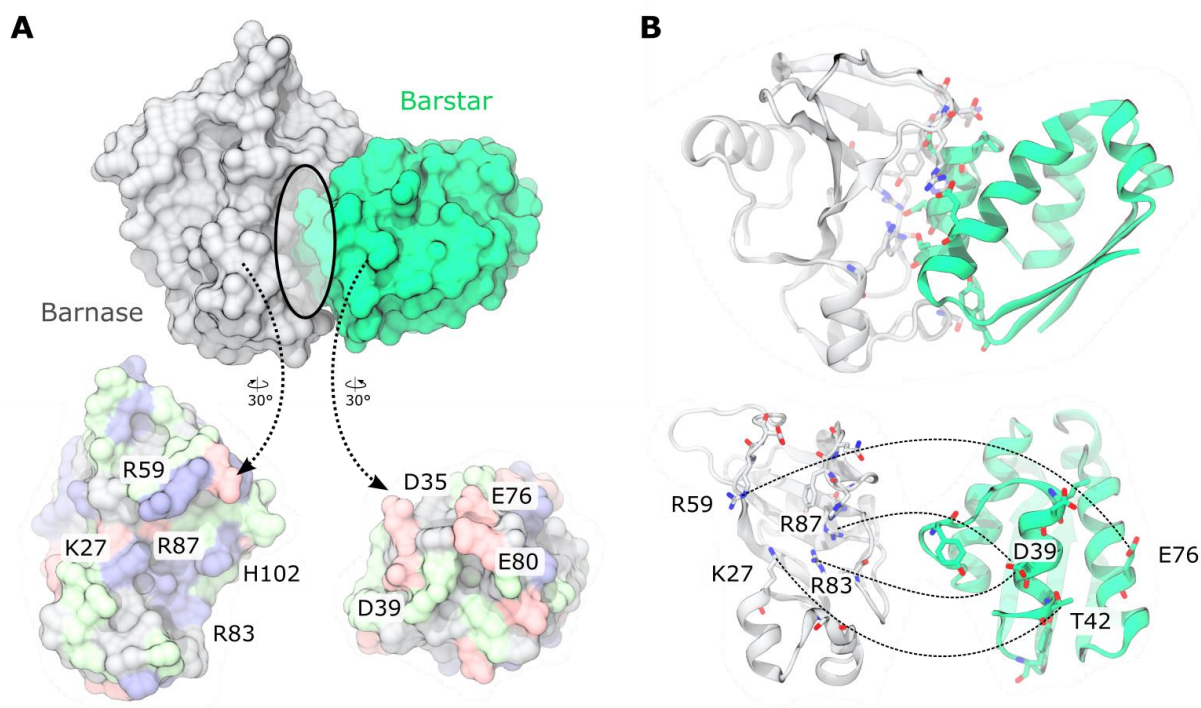 A
Barstar
Barnase
30°
30°
R59
K27
R87
H102
R83
D35
E76
E80
D39
B
R59
R87
K27
R83
D39
E76
T42